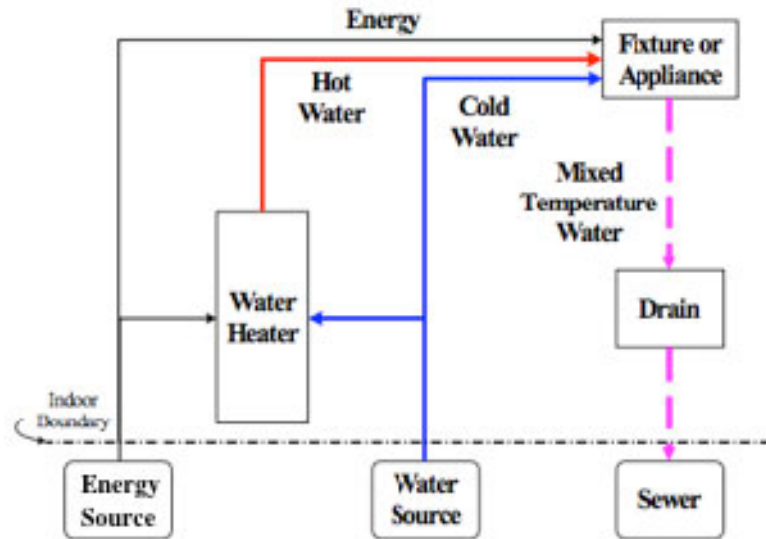 Energy
Fixture or
Appliance
Hot
Water
Cold
Water
Mixed
Temperature
Water
Water
Heater
Drain
Indoor
Boundary
Energy
Source
Water
Source
Sewer